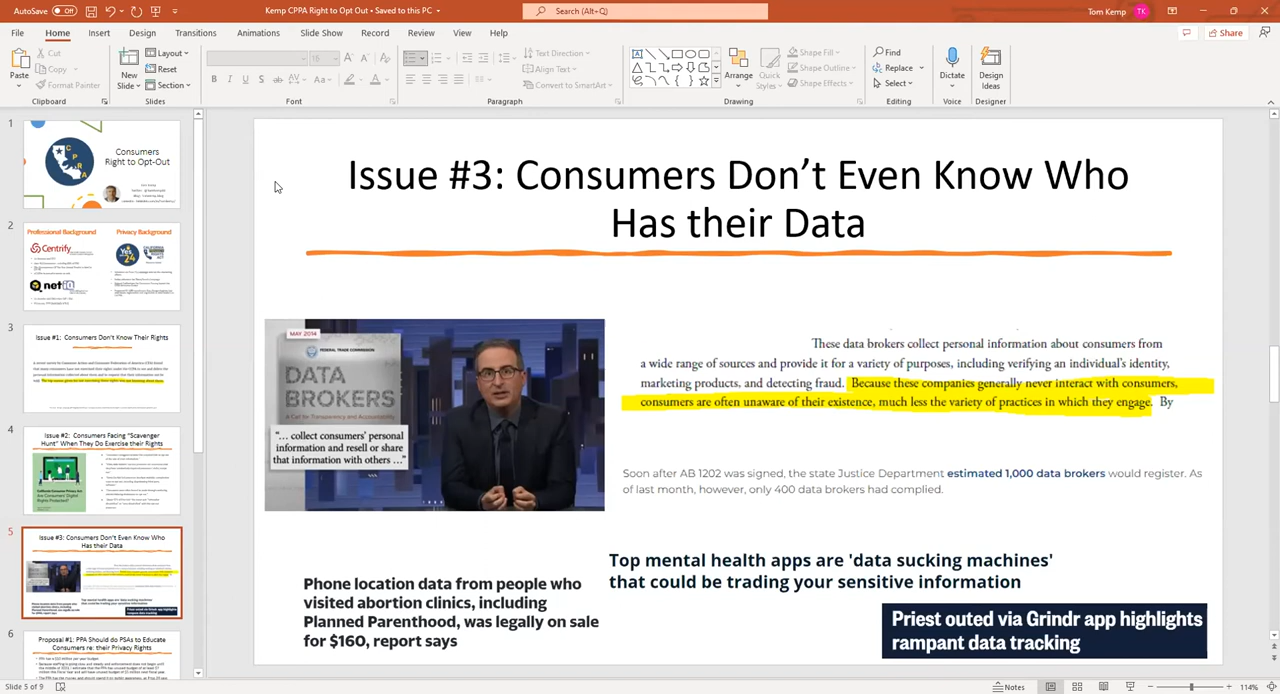 AutoSave Off
Kemp CPPA Right to Opt Out • Saved to this PC
Search (Alt+Q)
Tom Kemp TK
File Home Insert Design Transitions Animations Slide Show Record Review View Help
Share
Paste
Cut
Copy
Format Painter
Clipboard
New
Slide
Layout
Reset
Section
Slides
16
Font
Text Direction
Align Text
Convert to SmartArt
Paragraph
Arrange
Quick
Styles
Shape Fill
Shape Outline
Shape Effects
Drawing
Find
Replace
Select
Editing
Dictate
Voice
Design
Ideas
Designer
1
Consumers
Right to Opt-Out
2
Professional Background
Privacy Background
Centrify
netiQ
3
Issue #1: Consumers Don't Know Their Rights
4
Issue #2: Consumers Facing "Scavenger
Hunt" When They Do Exercise their Rights
5
Issue #3: Consumers Don't Even Know Who
Has their Data
6
Proposal #1: PPA Should do PSAs to Educate
Consumers re: their Privacy Rights
Issue #3: Consumers Don't Even Know Who
Has their Data
MAY 2014
FEDERAL TRADE COMMISSION
DATA
BROKERS
A Call for Transparency and Accountability
"... collect consumers' personal
information and resell or share
that information with others ..."
These data brokers collect personal information about consumers from
a wide range of sources and provide it for a variety of purposes, including verifying an individual's identity,
marketing products, and detecting fraud. Because these companies generally never interact with consumers,
consumers are often unaware of their existence, much less the variety of practices in which they engage. By
Soon after AB 1202 was signed, the state Justice Department estimated 1,000 data brokers would register. As
of last month, however, only 400 data brokers had complied.
Phone location data from people who
visited abortion clinics, including
Planned Parenthood, was legally on sale
for $160, report says
Top mental health apps are 'data sucking machines'
that could be trading your sensitive information
Priest outed via Grindr app highlights
rampant data tracking
Slide 5 of 9
Notes
114%